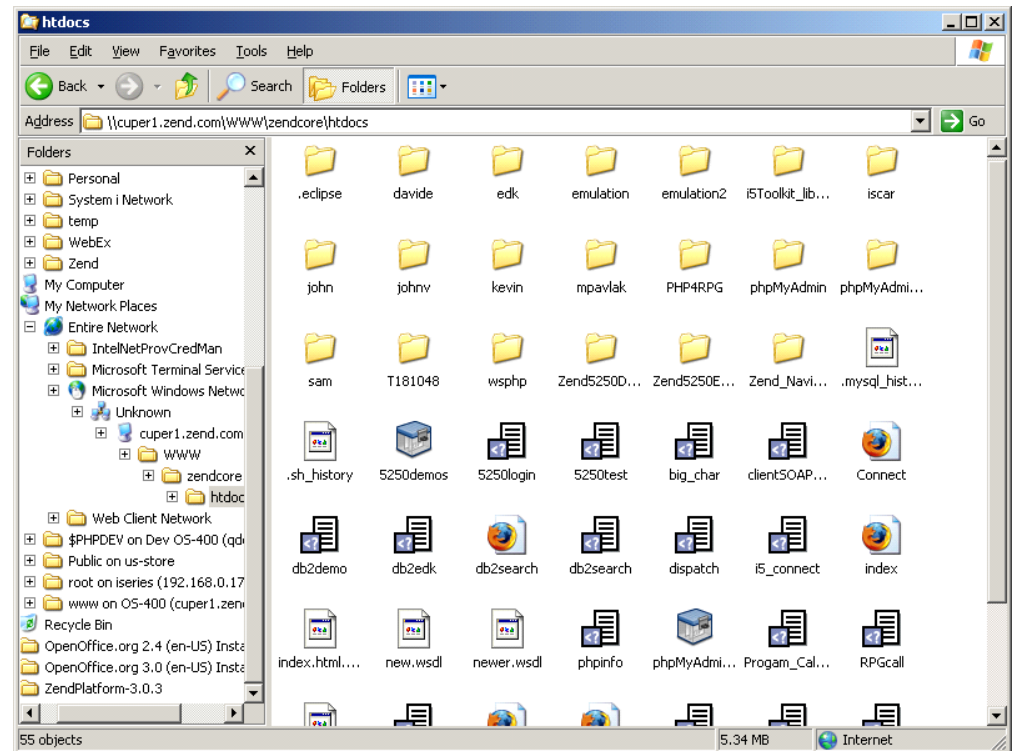 htdocs
File Edit View Favorites Tools Help
Back Search Folders
Address \\cuper1.zend.com\WWW\zendcore\htdocs Go
Folders
Personal
System i Network
temp
WebEx
Zend
My Computer
My Network Places
Entire Network
IntelNetProvCredMan
Microsoft Terminal Service
Microsoft Windows Netwo
Unknown
cuper1.zend.com
WWW
zendcore
htdoc
Web Client Network
$PHPDEV on Dev OS-400 (qd
Public on us-store
root on iseries (192.168.0.17
www on OS-400 (cuper1.zen
Recycle Bin
OpenOffice.org 2.4 (en-US) Insta
OpenOffice.org 3.0 (en-US) Insta
ZendPlatform-3.0.3
.eclipse davide edk emulation emulation2 i5Toolkit_lib... iscar
john johnv kevin mpavlak PHP4RPG phpMyAdmin phpMyAdmi...
sam T181048 wsphp Zend5250D... Zend5250E... Zend_Navi... .mysql_hist...
.sh_history 5250demos 5250login 5250test big_char clientSOAP... Connect
db2demo db2edk db2search db2search dispatch i5_connect index
index.html.... new.wsdl newer.wsdl phpinfo phpMyAdmi... Progam_Cal... RPGcall
55 objects 5.34 MB Internet